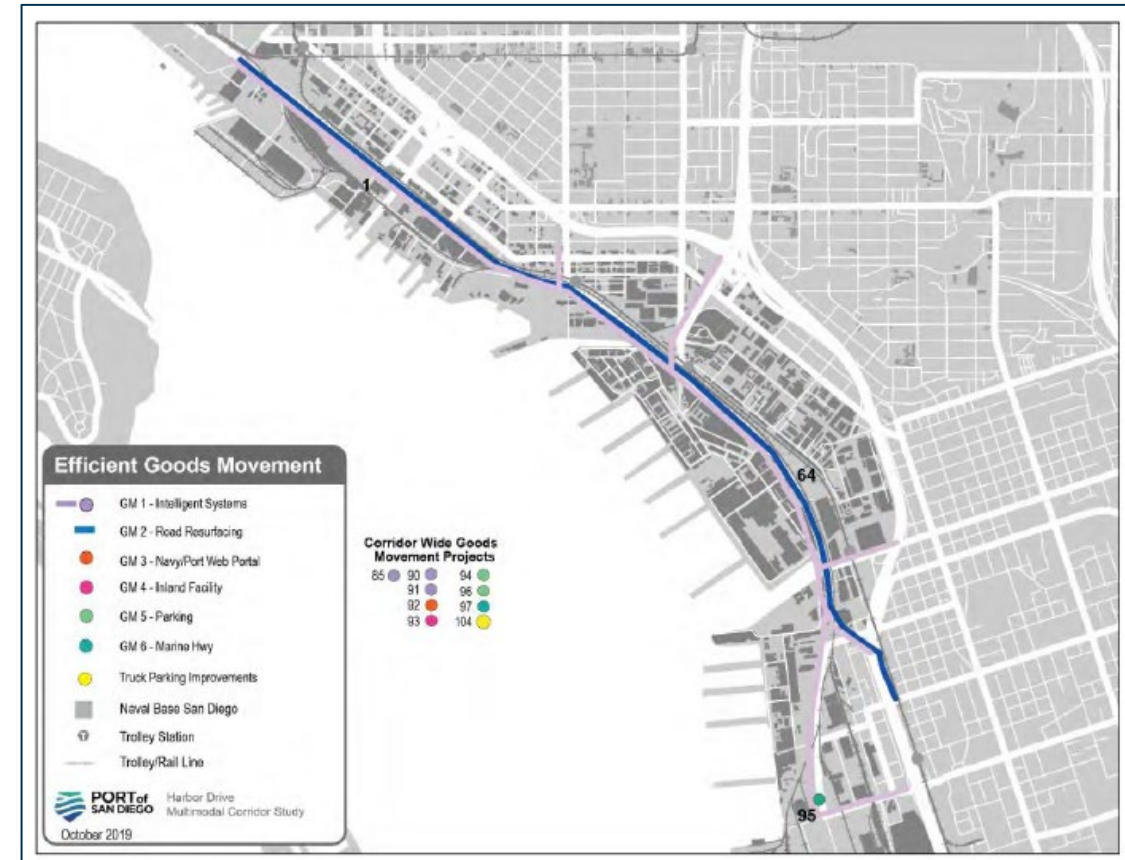 1
64
95
Efficient Goods Movement
GM 1 - Intelligent Systems
GM 2 - Road Resurfacing
GM 3 - Navy/Port Web Portal
GM 4 - Inland Facility
GM 5 - Parking
GM 6 - Marine Hwy
Truck Parking Improvements
Naval Base San Diego
Trolley Station
Trolley/Rail Line
PORT of
SAN DIEGO
Harbor Drive
Multimodal Corridor Study
October 2019
Corridor Wide Goods
Movement Projects
85 90 94
91 96
92 97
93 104